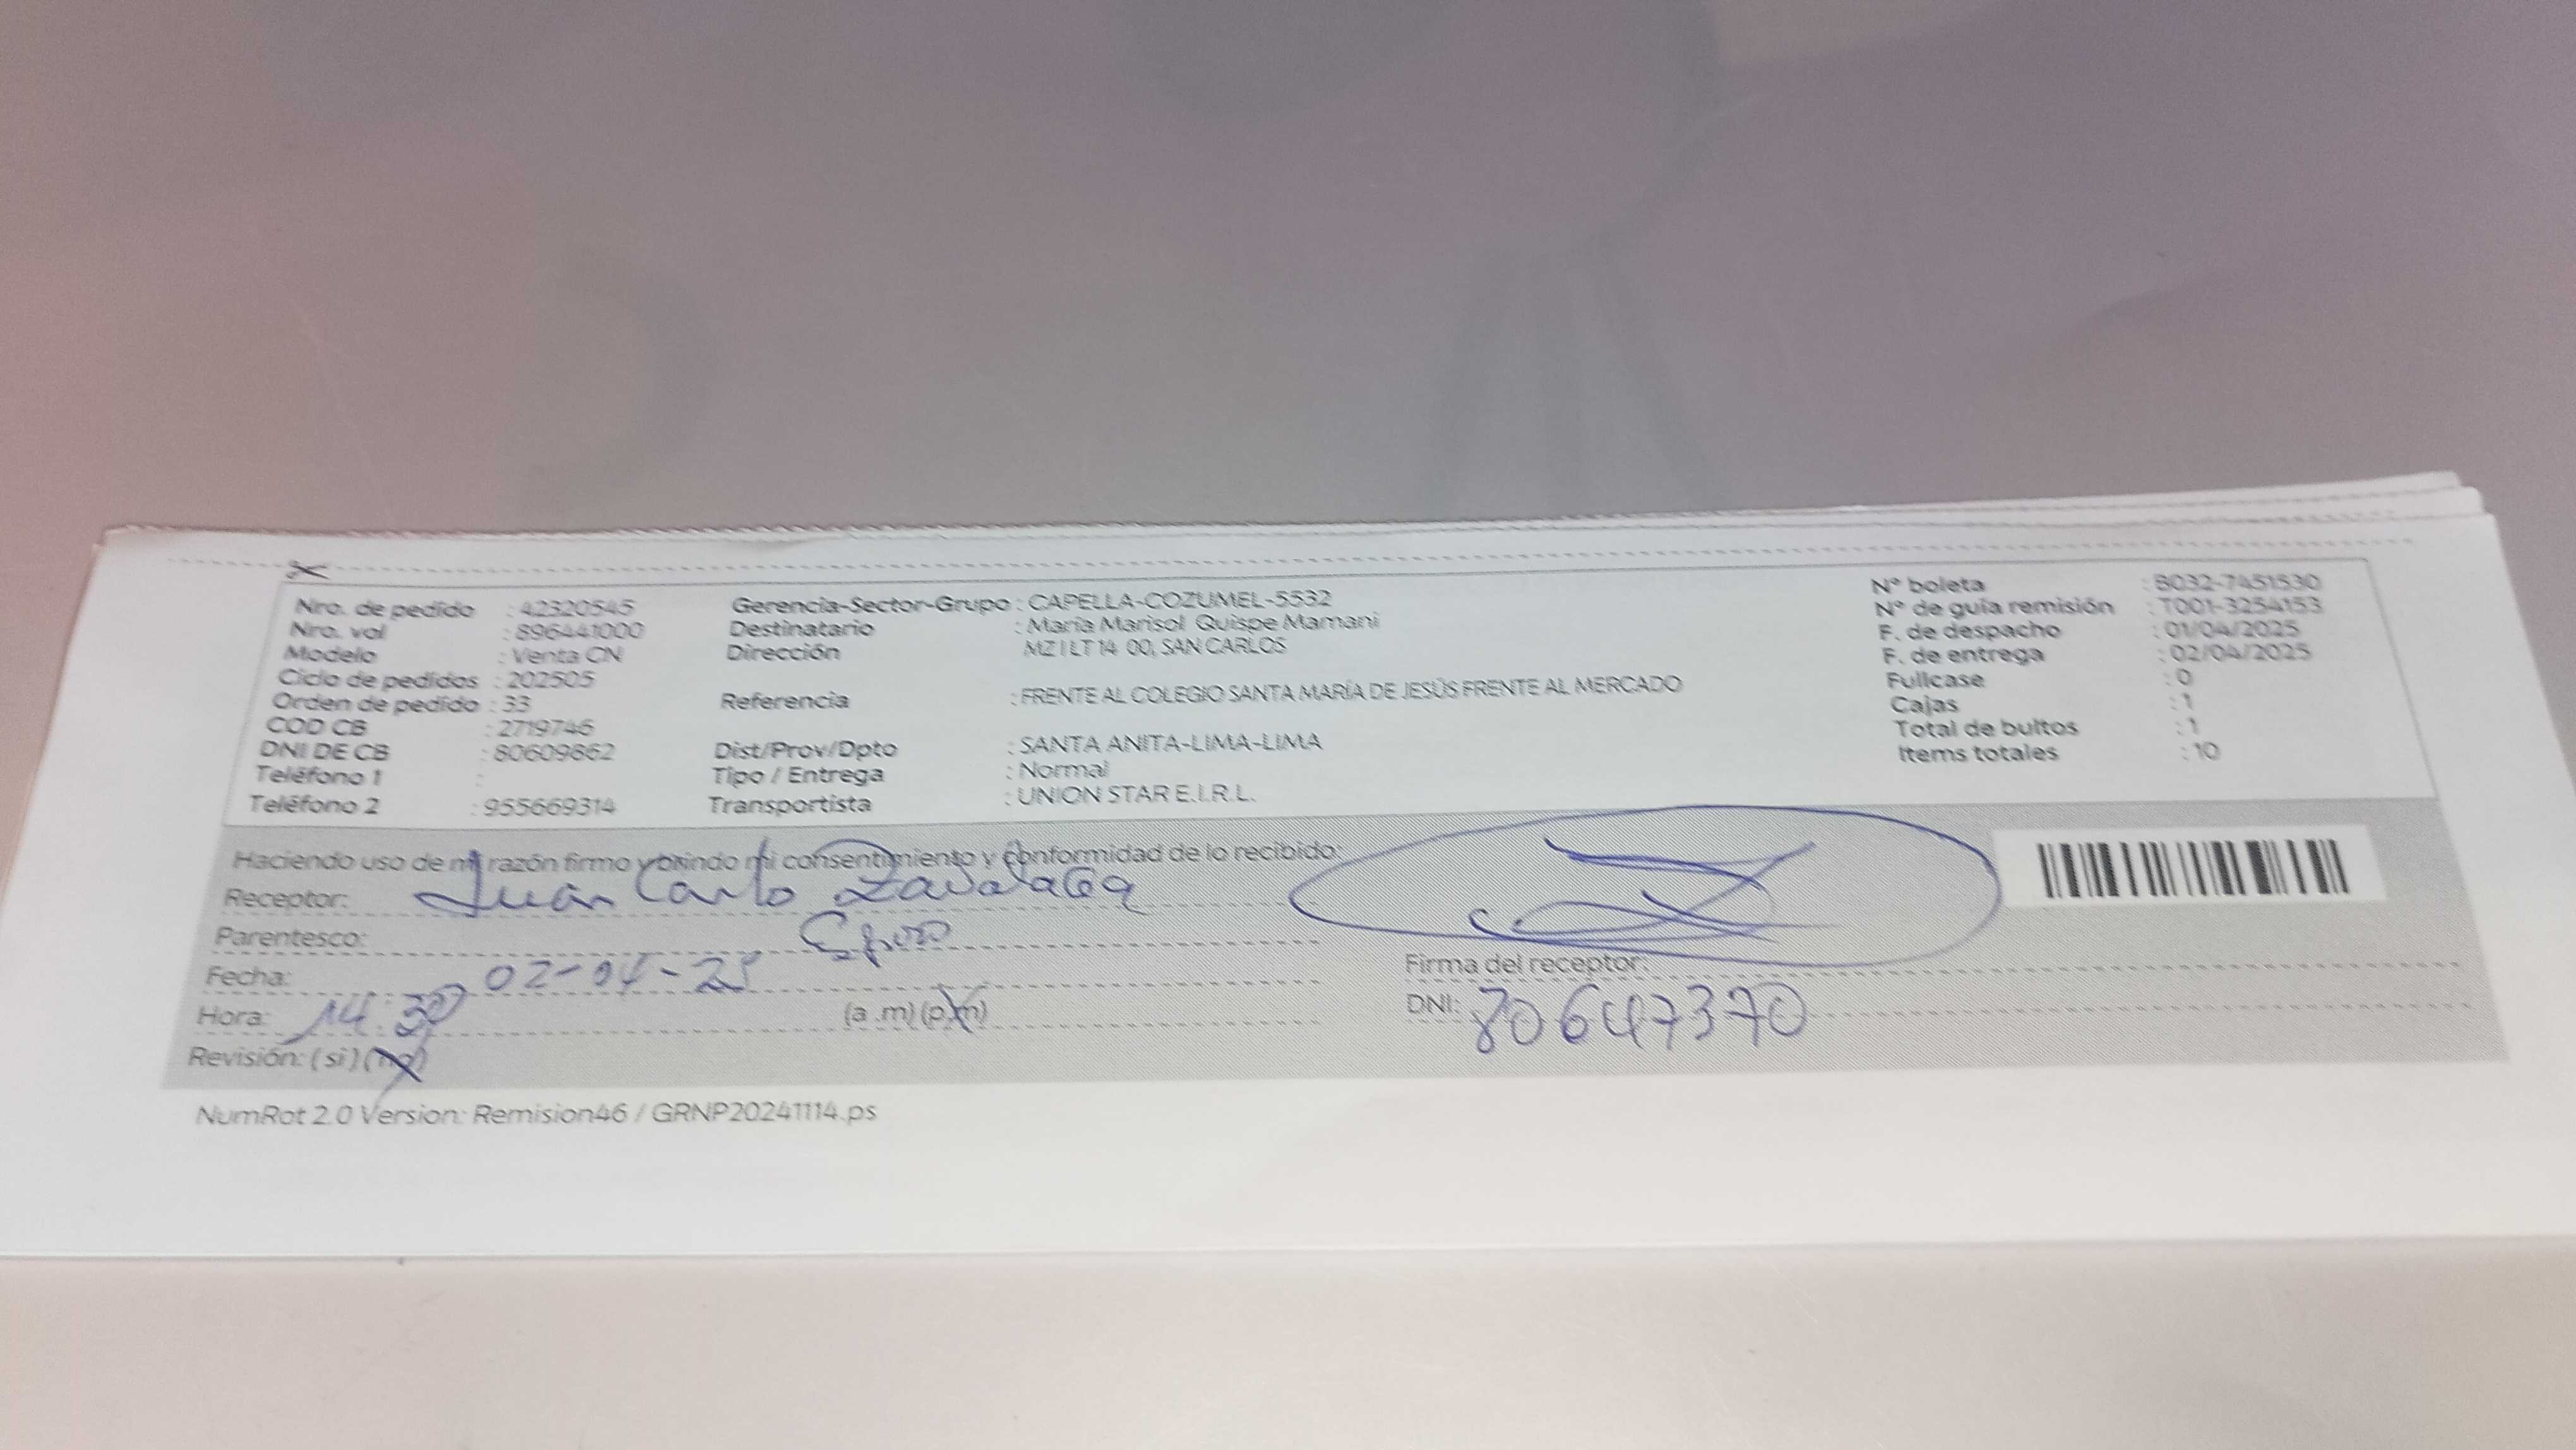 Nro. de pedido : 42320545
Nro. vol : 896441000
Modelo : Venta CN
Ciclo de pedidos : 202505
Orden de pedido : 33
COD CB : 2719746
DNI DE CB : 80609862
Teléfono 1 :
Teléfono 2 : 955669314
Gerencia-Sector-Grupo : CAPELLA-COZUMEL-5532
Destinatario : María Marisol Quispe Mamani
Dirección MZ I LT 14 00, SAN CARLOS
Referencia : FRENTE AL COLEGIO SANTA MARÍA DE JESÚS FRENTE AL MERCADO
Dist/Prov/Dpto : SANTA ANITA-LIMA-LIMA
Tipo / Entrega : Normal
Transportista : UNION STAR E.I.R.L.
N° boleta : B032-7451530
N° de guía remisión : T001-3254153
F. de despacho : 01/04/2025
F. de entrega : 02/04/2025
Fullcase : 0
Cajas : 1
Total de bultos : 1
Items totales : 10
Haciendo uso de mi razón firmo y brindo mi consentimiento y conformidad de lo recibido:
Receptor: Juan Carlo
Parentesco:
Fecha: 02-04-25
Hora: 14:30 (a .m) (p.m)
Revisión: ( si ) (no)
Firma del receptor:
DNI: 80647370
NumRot 2.0 Version: Remision46 / GRNP20241114.ps